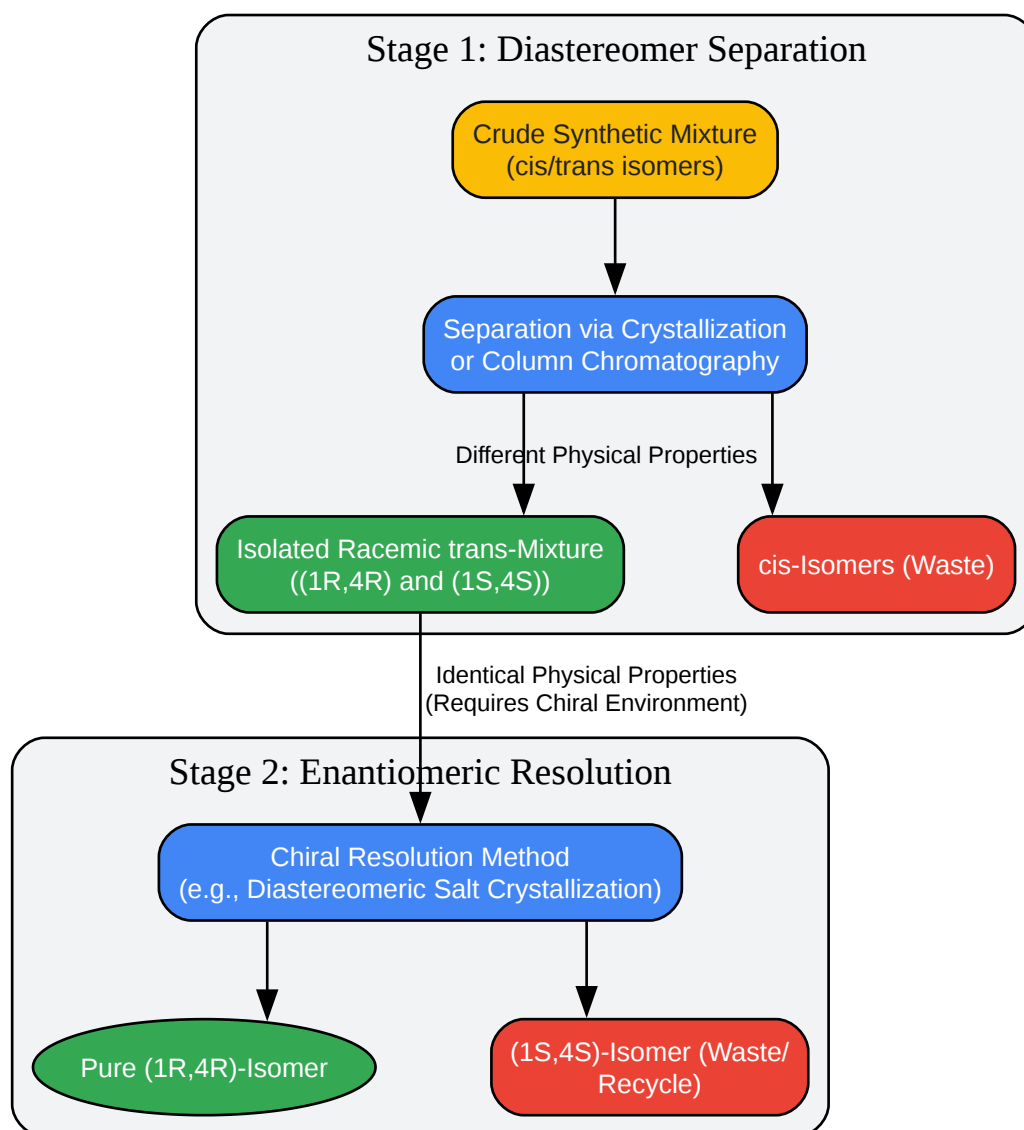 Stage 1: Diastereomer Separation
Crude Synthetic Mixture
(cis/trans isomers)
Separation via Crystallization
or Column Chromatography
Different Physical Properties
Isolated Racemic trans-Mixture
((1R,4R) and (1S,4S))
cis-Isomers (Waste)
Identical Physical Properties
(Requires Chiral Environment)
Stage 2: Enantiomeric Resolution
Chiral Resolution Method
(e.g., Diastereomeric Salt Crystallization)
Pure (1R,4R)-Isomer
(1S,4S)-Isomer (Waste/
Recycle)